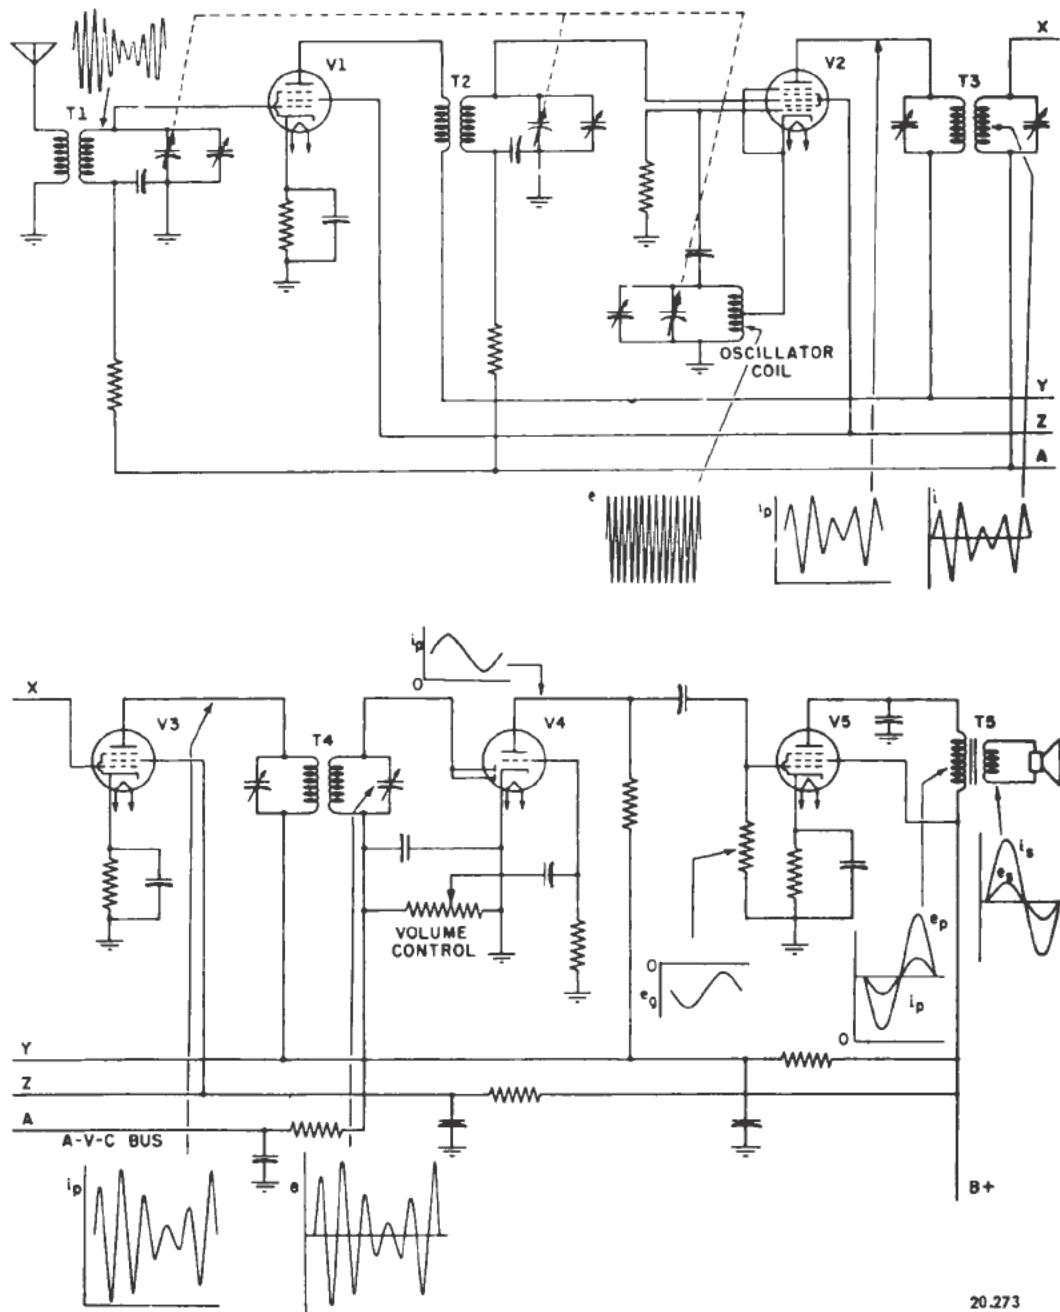 V1
V2
X
T1
T2
T3
OSCILLATOR
COIL
Y
Z
A
e
ip
i
ip
0
X
V3
T4
V4
V5
T5
is
es
VOLUME
CONTROL
0
eg
ep
ip
0
Y
Z
A
A-V-C BUS
ip
e
B+
20.273